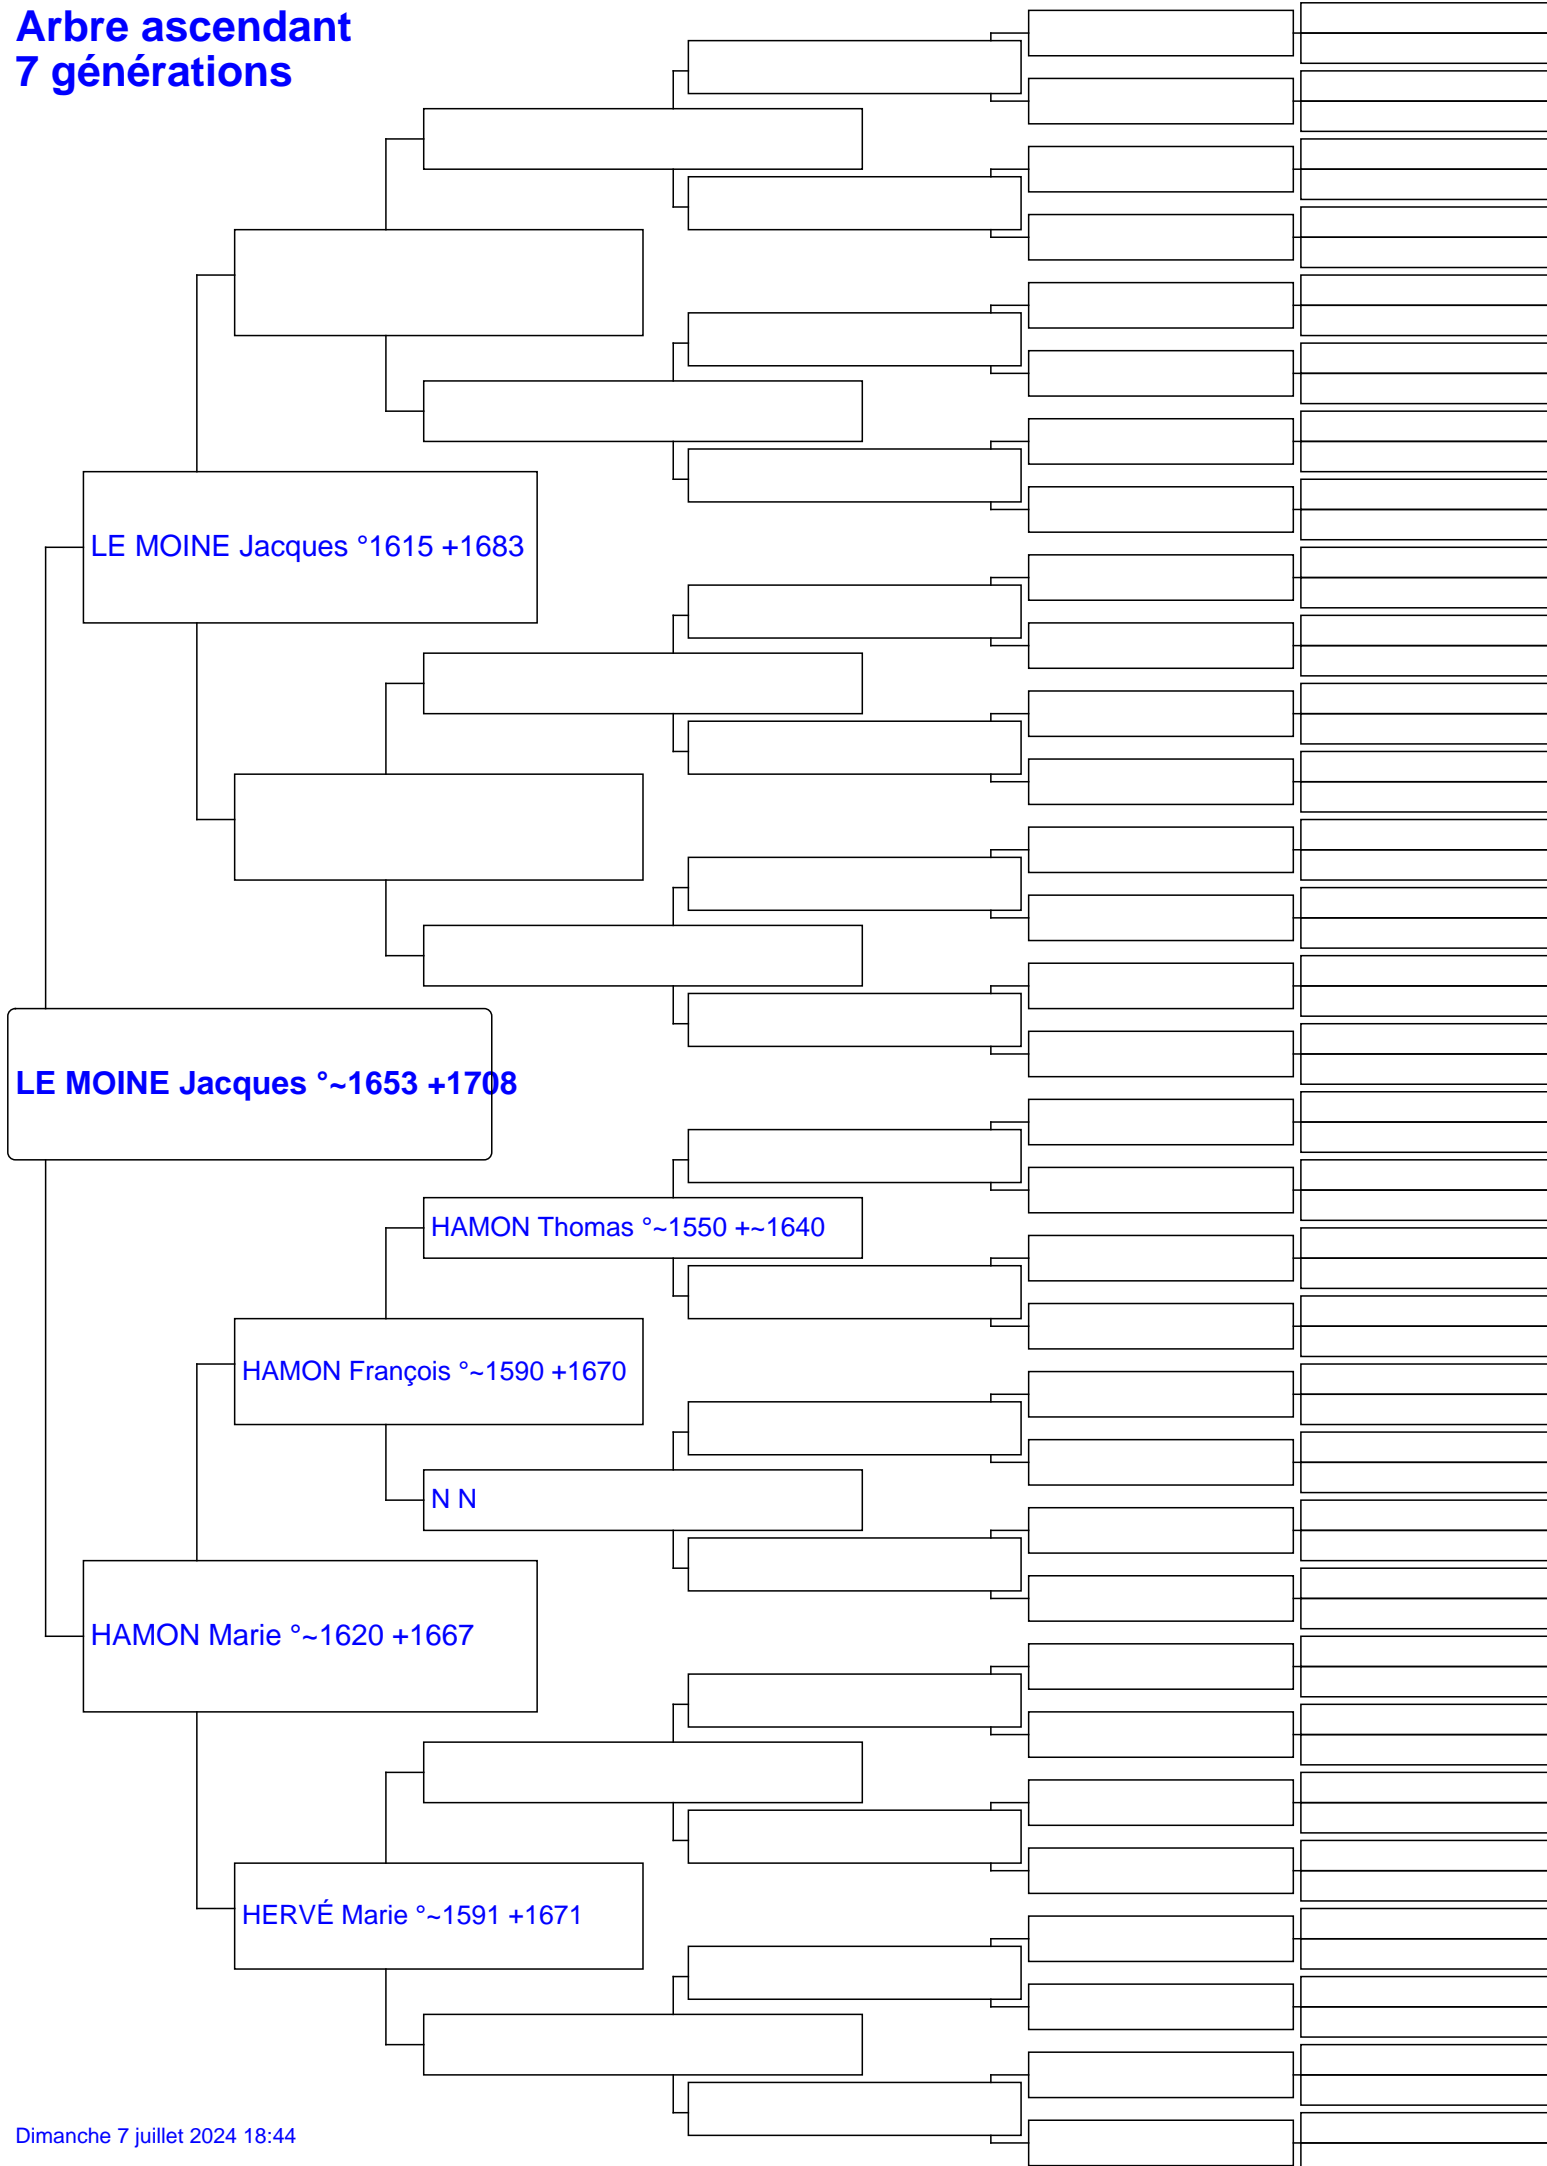 Arbre ascendant
7 générations
LE MOINE Jacques °1615 +1683
LE MOINE Jacques °~1653 +1708
HAMON Thomas °~1550 +~1640
HAMON François °~1590 +1670
N N
HAMON Marie °~1620 +1667
HERVÉ Marie °~1591 +1671
Dimanche 7 juillet 2024 18:44